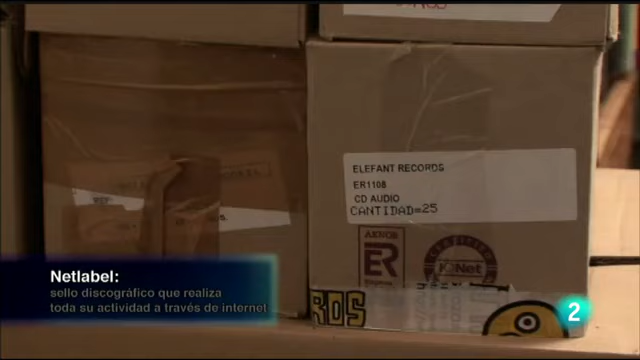 ELEFANT RECORDS
ER1108
CD AUDIO
CANTIDAD=25
AENOR
ER
CERTIFIED
IQNet
RDS
Netlabel:
sello discográfico que realiza
toda su actividad a través de internet
2